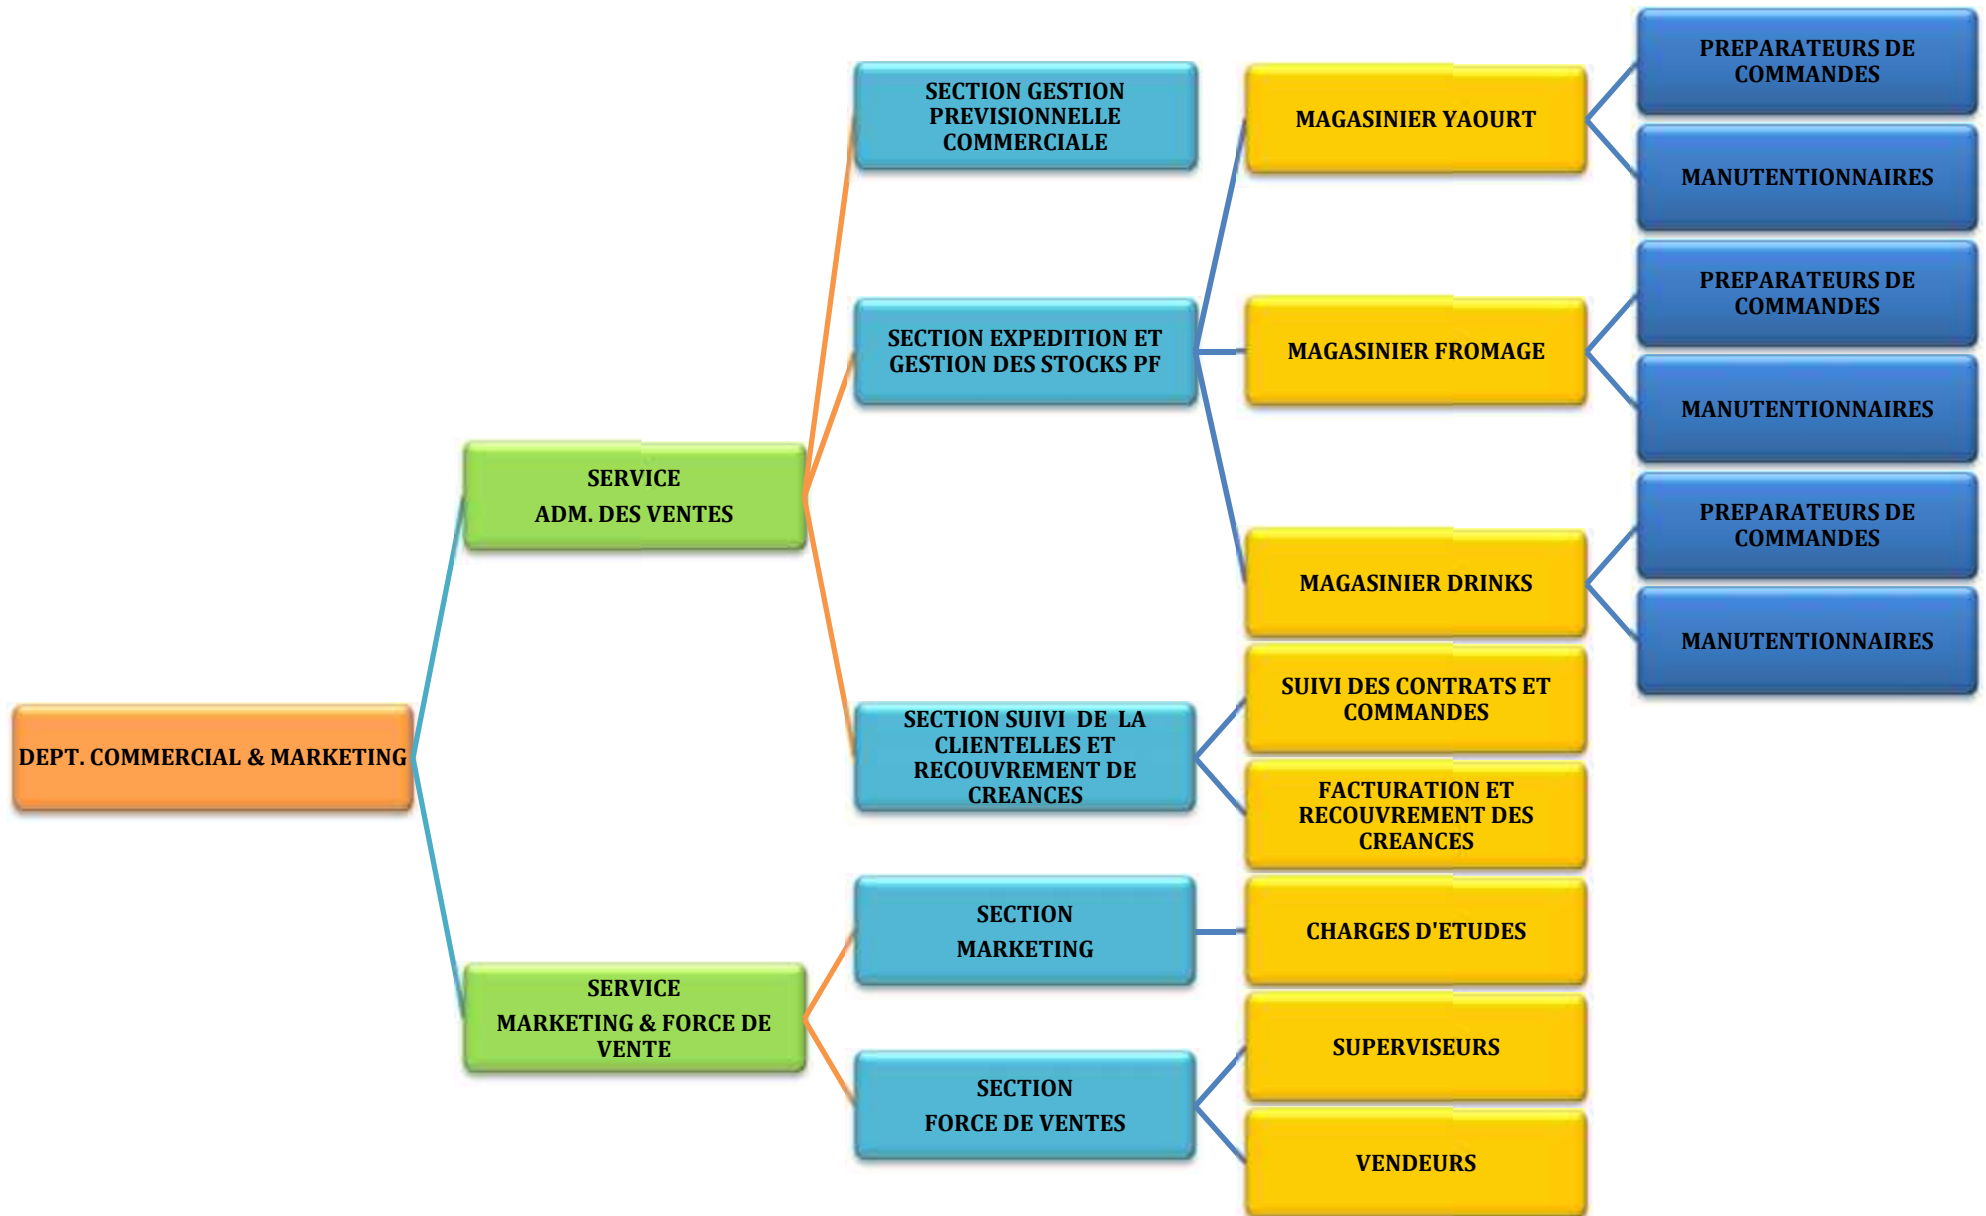 DEPT. COMMERCIAL & MARKETING
SERVICE
ADM. DES VENTES
SECTION GESTION
PREVISIONNELLE
COMMERCIALE
SECTION EXPEDITION ET
GESTION DES STOCKS PF
MAGASINIER YAOURT
PREPARATEURS DE
COMMANDES
MANUTENTIONNAIRES
MAGASINIER FROMAGE
PREPARATEURS DE
COMMANDES
MANUTENTIONNAIRES
MAGASINIER DRINKS
PREPARATEURS DE
COMMANDES
MANUTENTIONNAIRES
SECTION SUIVI DE LA
CLIENTELLES ET
RECOUVREMENT DE
CREANCES
SUIVI DES CONTRATS ET
COMMANDES
FACTURATION ET
RECOUVREMENT DES
CREANCES
SERVICE
MARKETING & FORCE DE
VENTE
SECTION
MARKETING
CHARGES D'ETUDES
SECTION
FORCE DE VENTES
SUPERVISEURS
VENDEURS